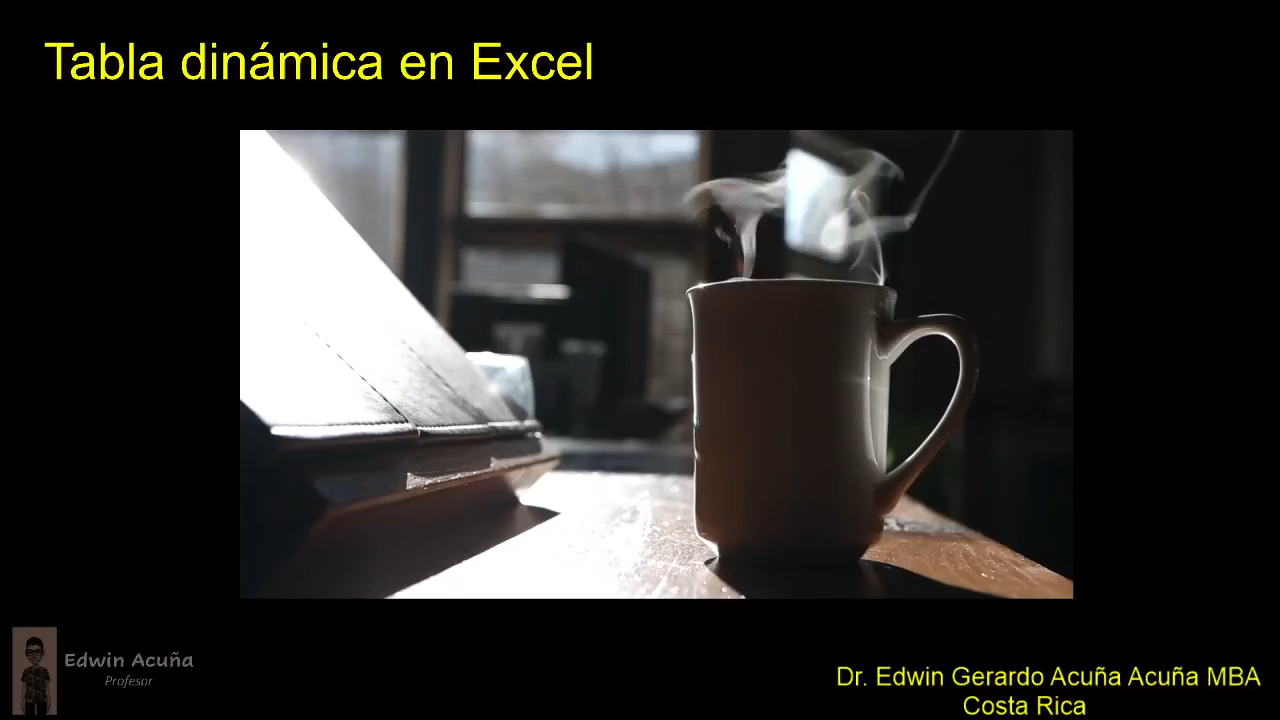 Tabla dinámica en Excel
Edwin Acuña
Profesor
Dr. Edwin Gerardo Acuña Acuña MBA
Costa Rica